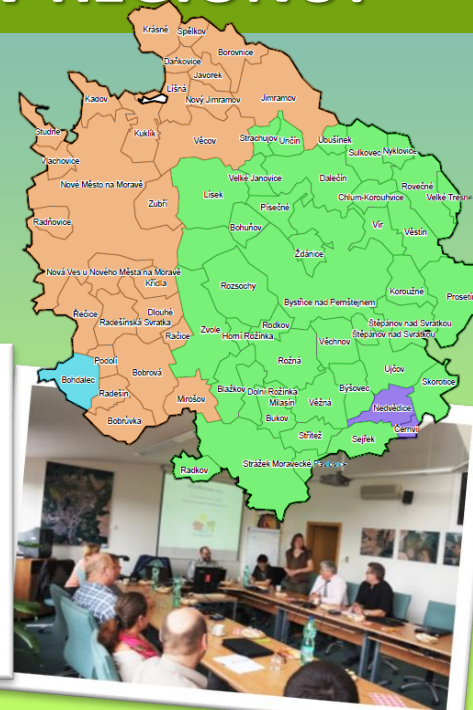 Krásné
Spělkov
Borovnice
Daňkovice
Javorek
Líšná
Kadov
Nový Jimramov
Jimramov
Studnice
Kuklík
Věcov
Strachujov
Unčín
Ubušínek
Sulkovec
Nyklovice
Vlachovice
Velké Janovice
Dalečín
Nové Město na Moravě
Lísek
Rovečné
Zubří
Písečné
Chlum-Korouhvice
Velké Tresné
Radňovice
Bohuňov
Vír
Věstín
Ždánice
Nová Ves u Nového Města na Moravě
Křídla
Rozsochy
Koroužné
Prosetín
Bystřice nad Pernštejnem
Řečice
Dlouhé
Radešínská Svratka
Rodkov
Štěpánov nad Svratkou
Račice
Zvole
Horní Rožínka
Věchnov
Štěpánov nad Svratkou
Podolí
Rožná
Bohdalec
Bobrová
Ujčov
Radešín
Blažkov
Dolní Rožínka
Býšovec
Skorotice
Mirošov
Milasín
Věžná
Nedvědice
Bobrůvka
Bukov
Černvír
Střítež
Sejřek
Radkov
Strážek
Moravecké Pavlovice